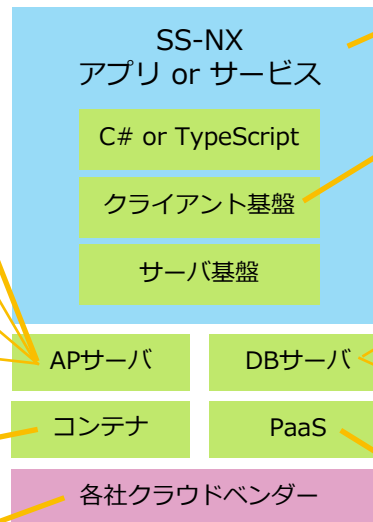 SS-NX
アプリ or サービス
C# or TypeScript
クライアント基盤
サーバ基盤
APサーバ
DBサーバ
コンテナ
PaaS
各社クラウドベンダー